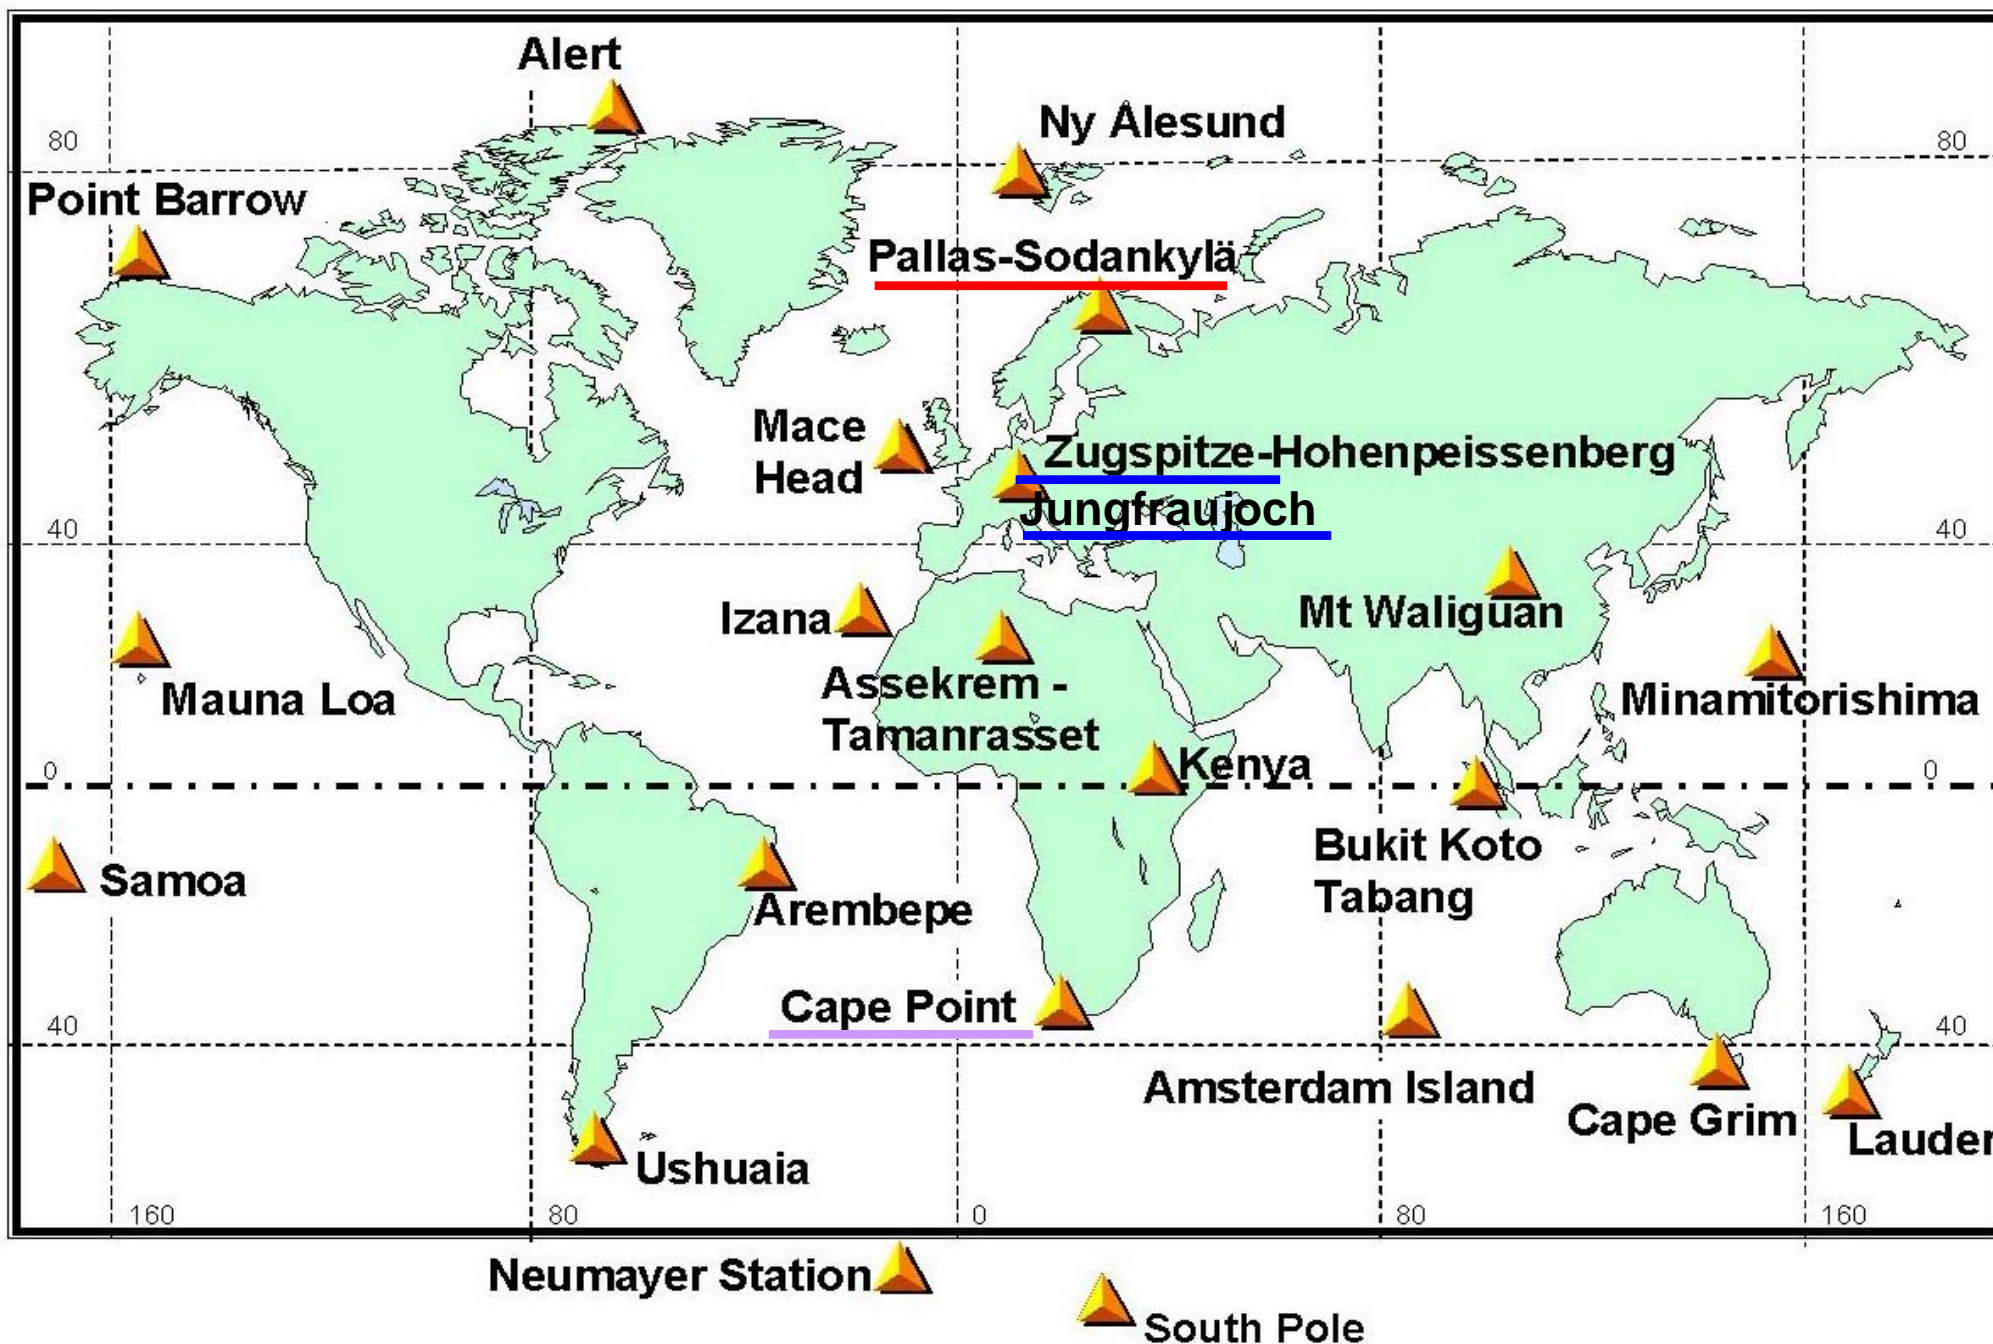 Alert
Ny Alesund
80
80
Point Barrow
Pallas-Sodankylä
Mace
Head
Zugspitze-Hohenpeissenberg
Jungfraujoch
40
40
Izana
Mt Waliguan
Mauna Loa
Assekrem -
Tamanrasset
Minamitorishima
Kenya
0
0
Bukit Koto
Tabang
Samoa
Arembepe
Cape Point
40
40
Amsterdam Island
Cape Grim
Lauder
Ushuaia
160
80
0
80
160
Neumayer Station
South Pole